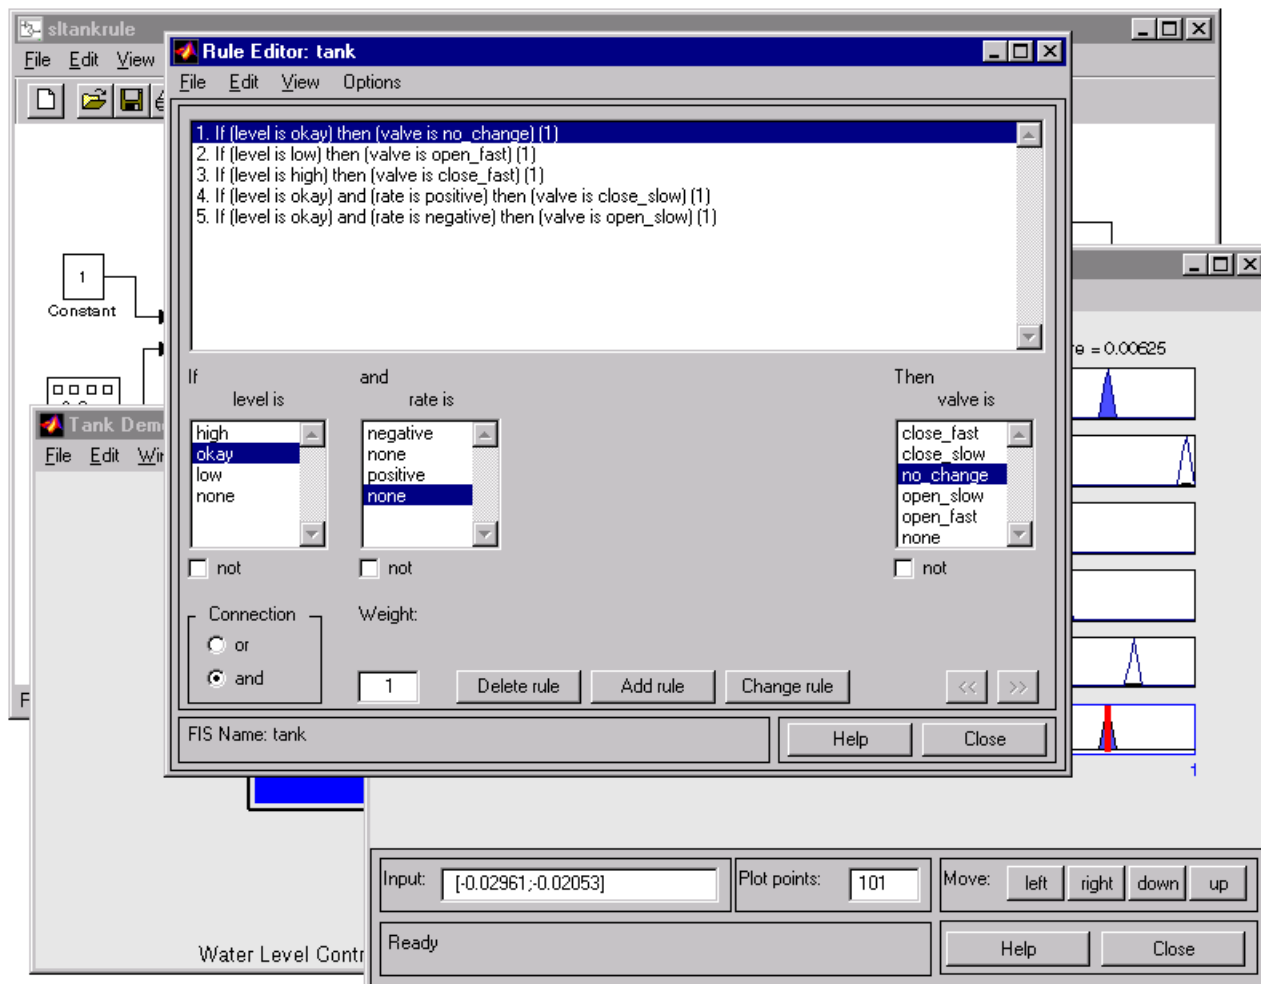 sltankrule
File Edit View
Rule Editor: tank
File Edit View Options
1. If (level is okay) then (valve is no_change) (1)
2. If (level is low) then (valve is open_fast) (1)
3. If (level is high) then (valve is close_fast) (1)
4. If (level is okay) and (rate is positive) then (valve is close_slow) (1)
5. If (level is okay) and (rate is negative) then (valve is open_slow) (1)
1
Constant
= 0.00625
If and Then
level is rate is valve is
high negative close_fast
okay none close_slow
low positive no_change
none none open_slow
open_fast
none
not not not
Tank Dem
File Edit Wi
Connection Weight:
or
and 1 Delete rule Add rule Change rule << >>
F
FIS Name: tank Help Close
1
Input: [-0.02961;-0.02053] Plot points: 101 Move: left right down up
Ready Help Close
Water Level Contr